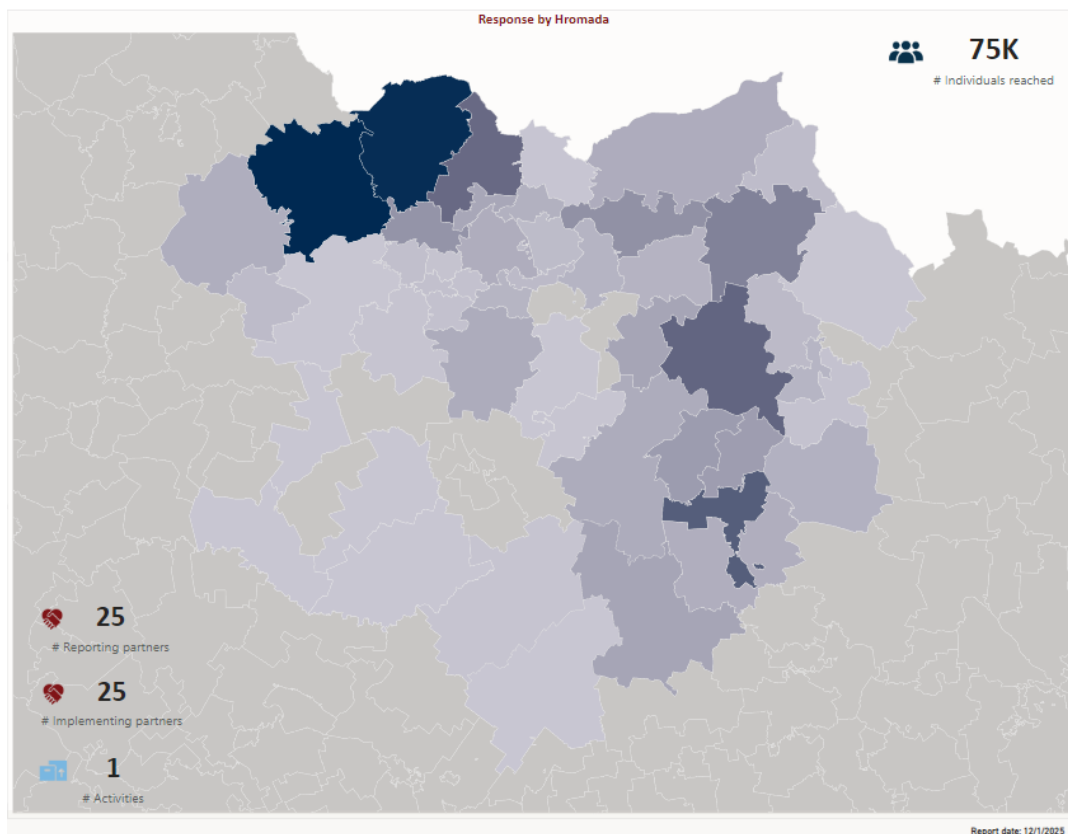 Response by Hromada
75K
# Individuals reached
25
# Reporting partners
25
# Implementing partners
1
# Activities
Report date: 12/1/2025